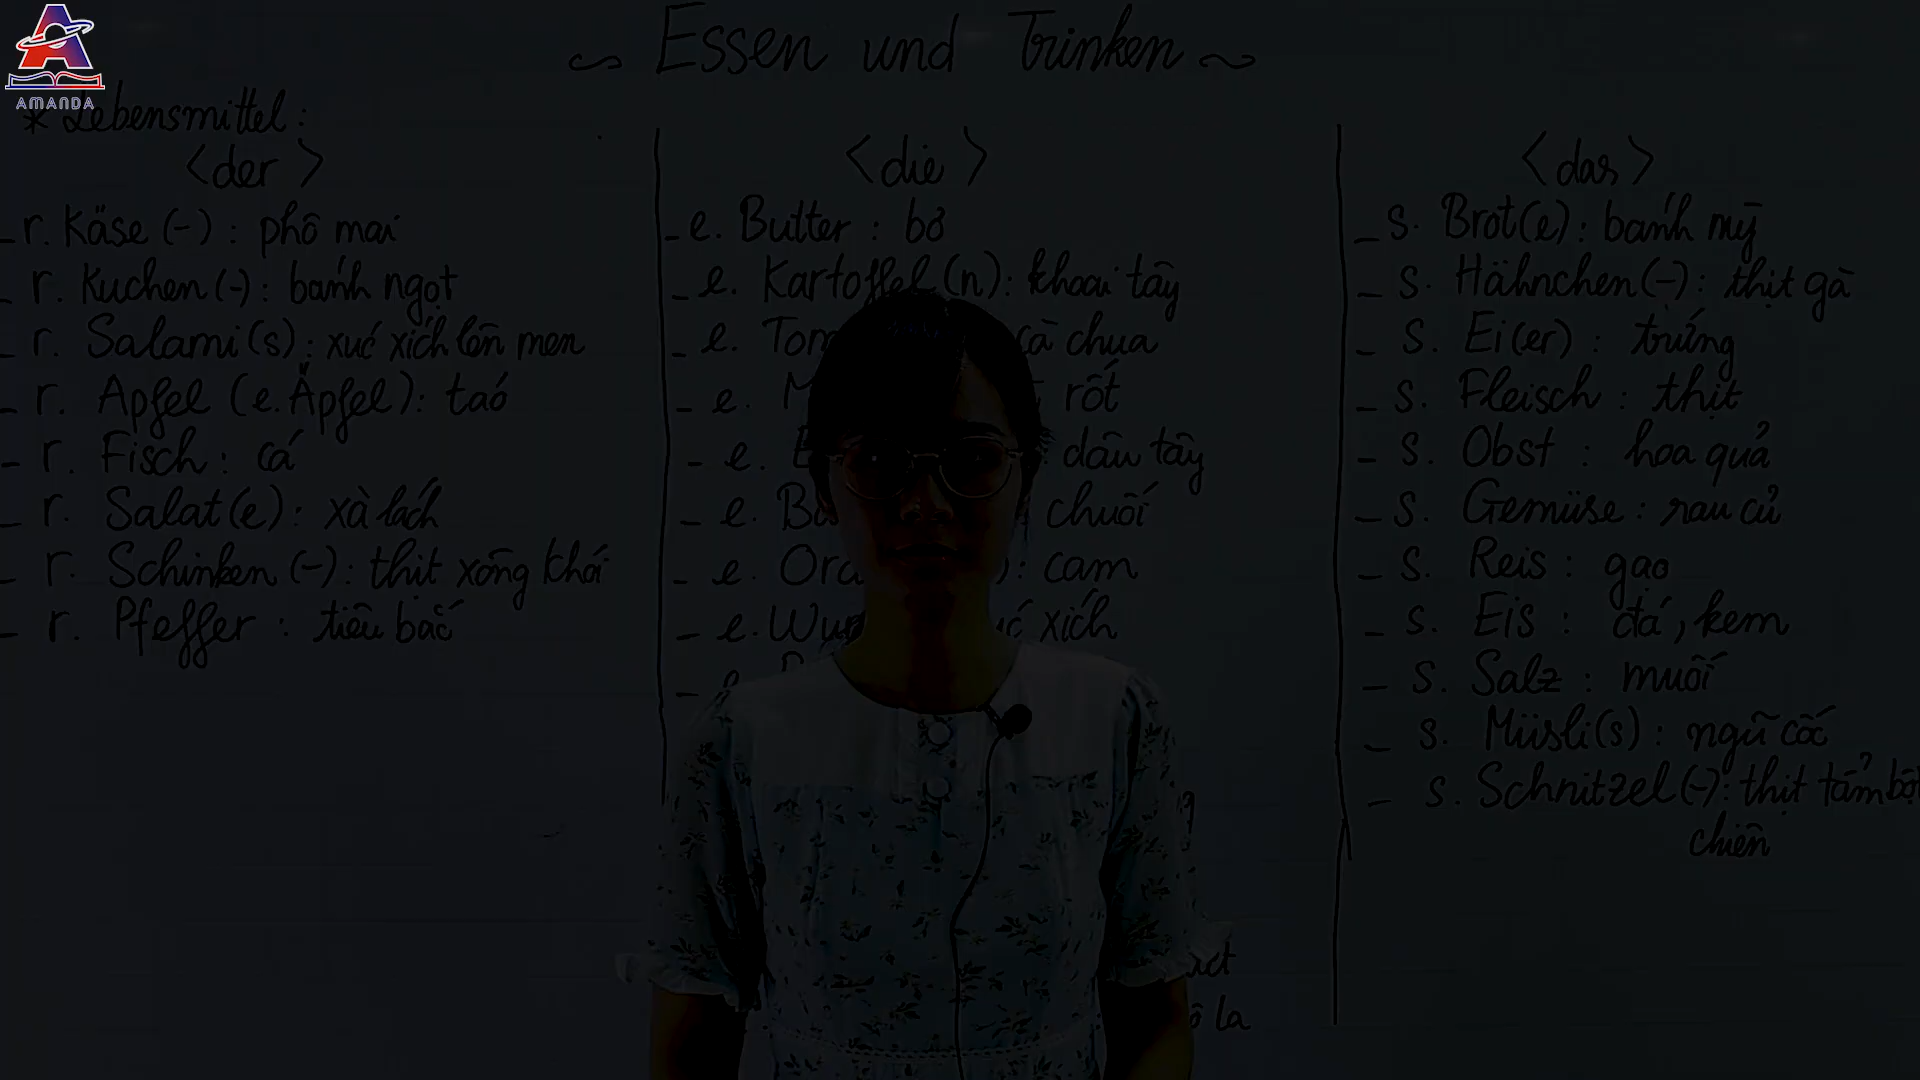 AMANDA
~ Essen und Trinken ~
* Lebensmittel :
<der>
- r. Käse (-) : phô mai
- r. Kuchen (-) : bánh ngọt
- r. Salami (s) : xúc xích lên men
- r. Apfel (e. Äpfel) : táo
- r. Fisch : cá
- r. Salat (e) : xà lách
- r. Schinken (-) : thịt xông khói
- r. Pfeffer : tiêu bắc
<die>
- e. Butter : bơ
- e. Kartoffel (n) : khoai tây
- e. cà chua
- e. rốt
- e. dâu tây
- e. chuối
- e. : cam
- e. xích
<das>
- s. Brot (e) : bánh mỳ
- s. Hähnchen (-) : thịt gà
- s. Ei (er) : trứng
- s. Fleisch : thịt
- s. Obst : hoa quả
- s. Gemüse : rau củ
- s. Reis : gạo
- s. Eis : đá, kem
- s. Salz : muối
- s. Müsli (s) : ngũ cốc
- s. Schnitzel (-) : thịt tẩm bột
chiên